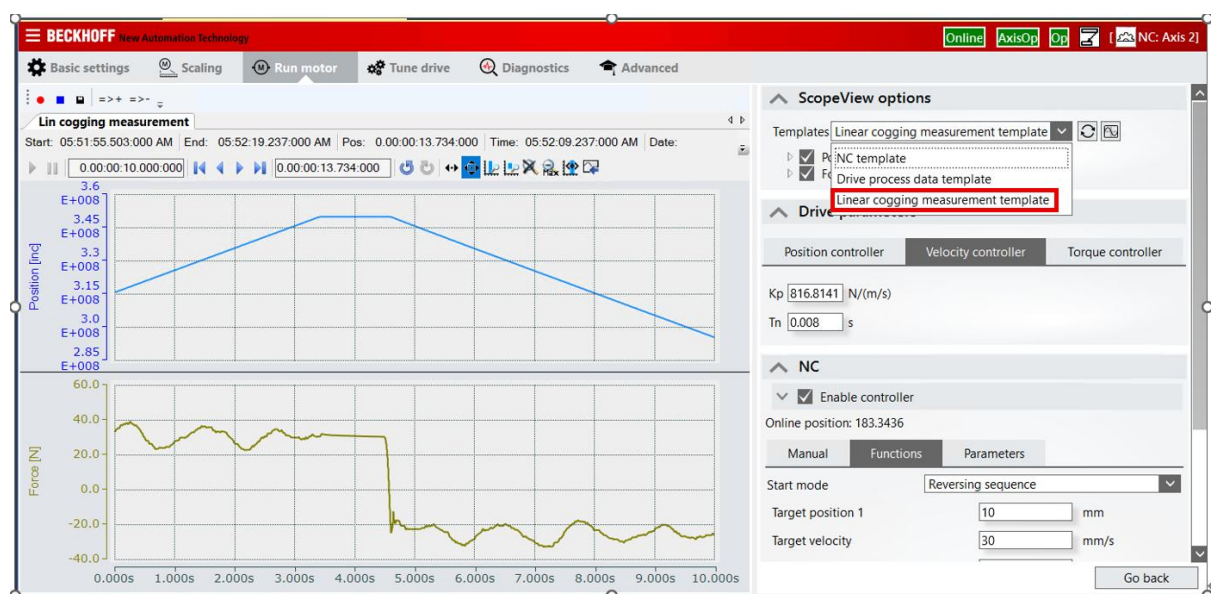 BECKHOFF New Automation Technology
Online AxisOp Op [ NC: Axis 2]
Basic settings Scaling Run motor Tune drive Diagnostics Advanced
=>+ =>-
Lin cogging measurement
Start: 05:51:55.503:000 AM End: 05:52:19.237:000 AM Pos: 0.00:00:13.734:000 Time: 05:52:09.237:000 AM Date:
0.00:00:10.000:000 0.00:00:13.734:000
3.6
E+008
3.45
E+008
3.3
E+008
3.15
E+008
3.0
E+008
2.85
E+008
Position [inc]
60.0
40.0
20.0
0.0
-20.0
-40.0
Force [N]
0.000s 1.000s 2.000s 3.000s 4.000s 5.000s 6.000s 7.000s 8.000s 9.000s 10.000s
ScopeView options
Templates Linear cogging measurement template
NC template
Drive process data template
Linear cogging measurement template
Drive parameters
Position controller Velocity controller Torque controller
Kp 816.8141 N/(m/s)
Tn 0.008 s
NC
Enable controller
Online position: 183.3436
Manual Functions Parameters
Start mode Reversing sequence
Target position 1 10 mm
Target velocity 30 mm/s
Go back